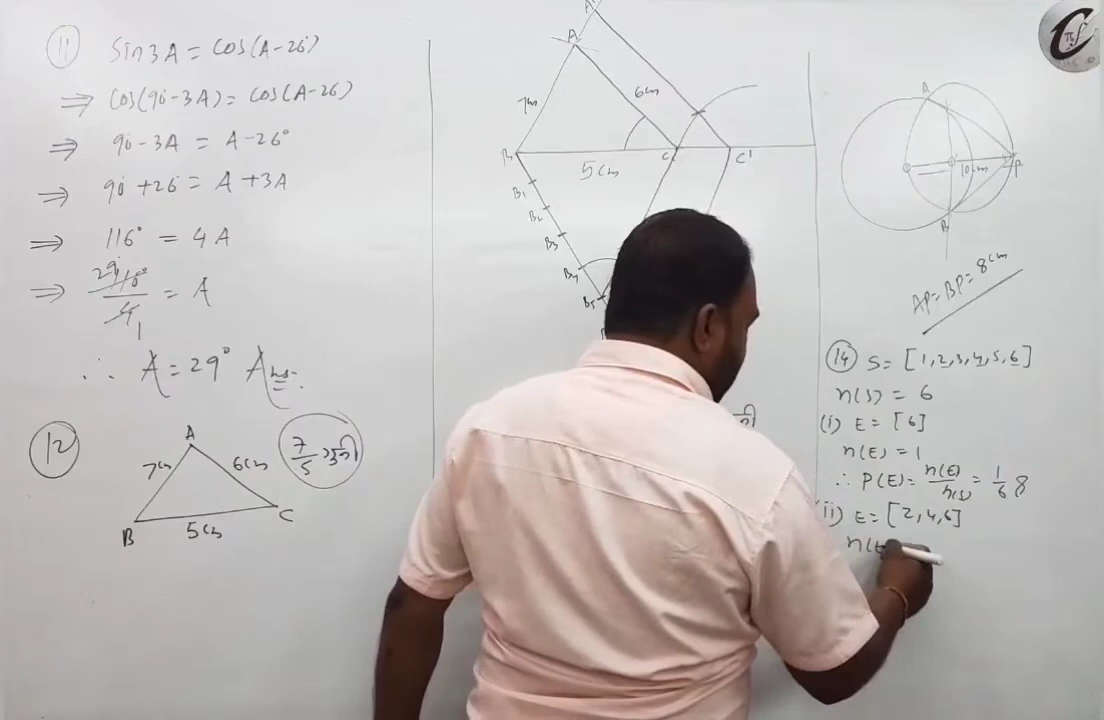 11 Sin3A = cos(A-26°)
⇒ cos(90-3A) = cos(A-26)
⇒ 90-3A = A-26°
⇒ 90+26 = A+3A
⇒ 116° = 4A
⇒ 116°/4 = A
29
1
∴ A = 29° Ans.
12
A
7cm
6cm
B
5cm
C
7/5
A'
A
7cm
6cm
B
5cm
C
C'
B1
B2
B3
B4
B5
A
O
10cm
P
B
AP=BP=8cm
14 S= [1,2,3,4,5,6]
n(s) = 6
(i) E = [6]
n(E) = 1
∴ P(E)= n(E)/n(s) = 1/6
(ii) E = [2,4,6]
n(E